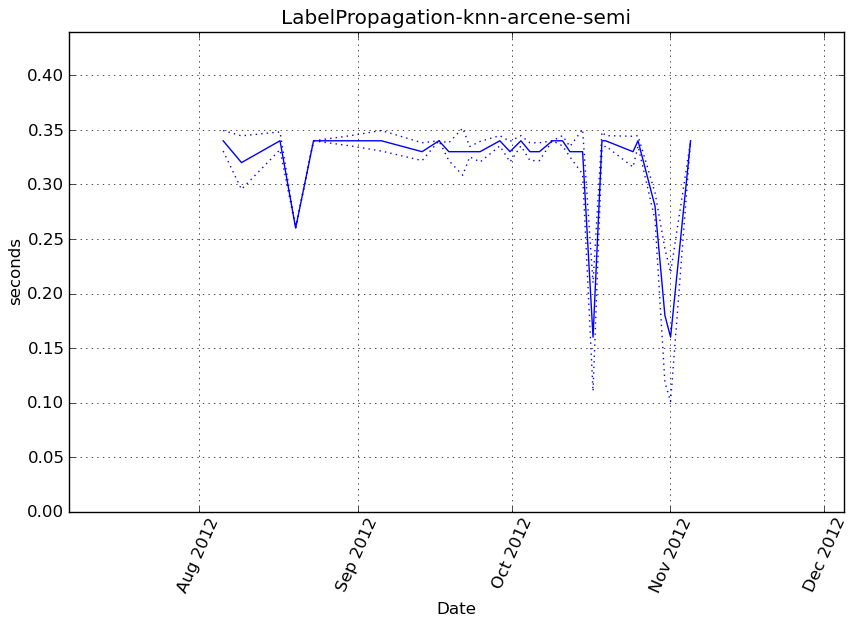 LabelPropagation-knn-arcene-semi
0.40
0.35
0.30
0.25
0.20
0.15
0.10
0.05
0.00
seconds
Aug 2012
Sep 2012
Oct 2012
Nov 2012
Dec 2012
Date